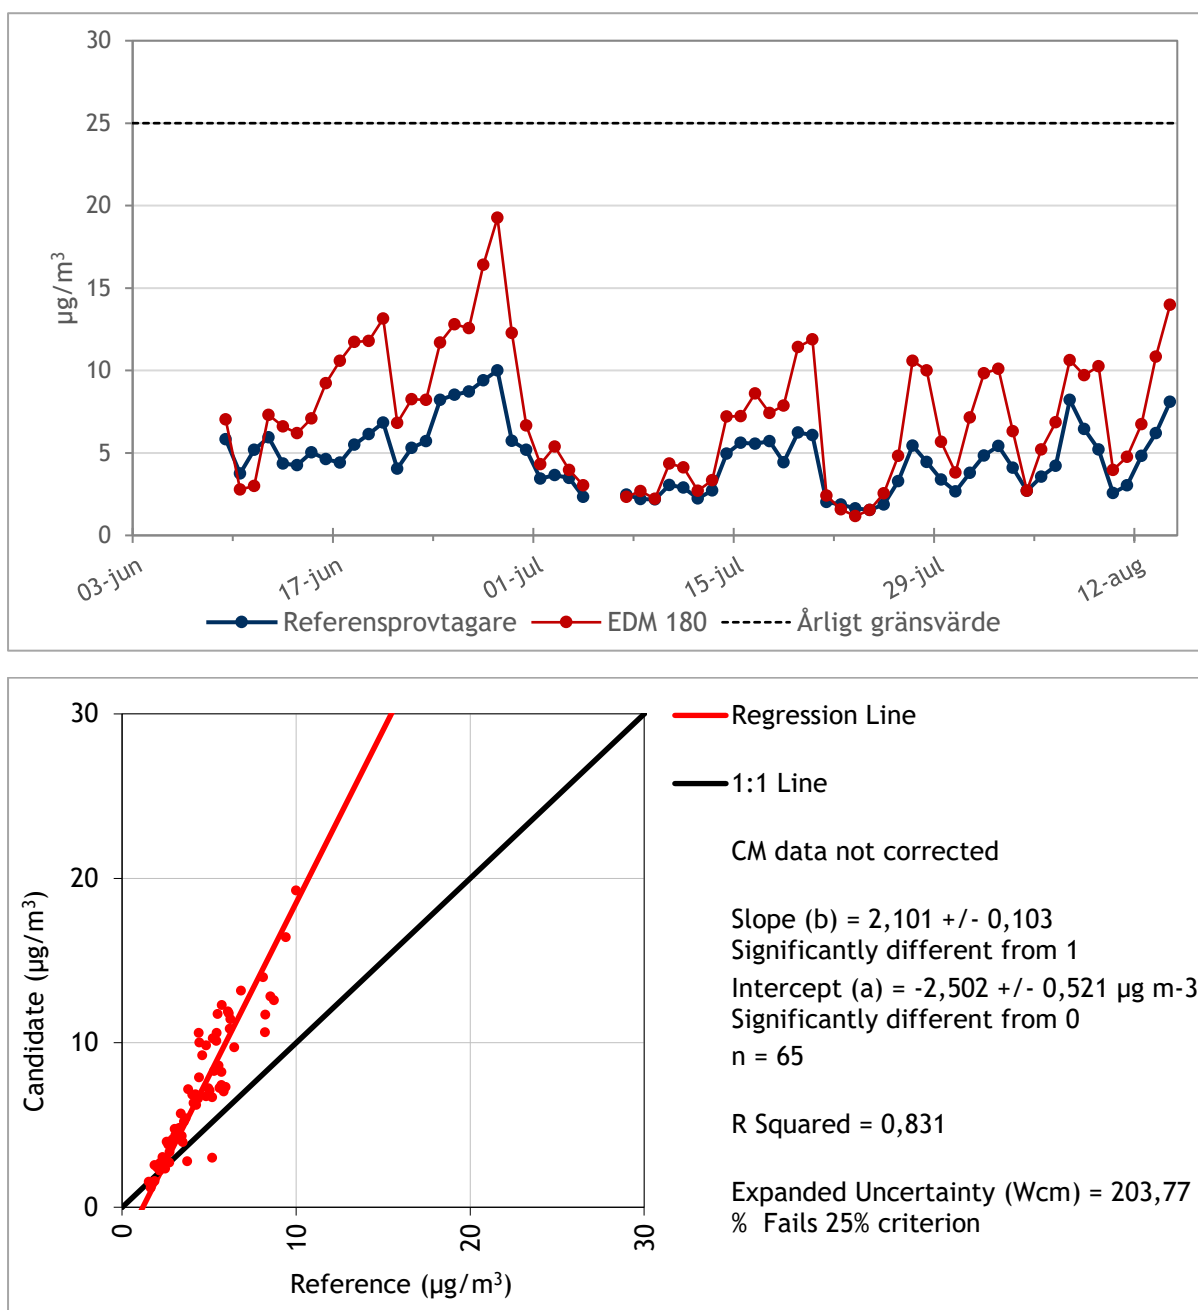 30
25
20
15
10
5
0
µg/m³
03-jun
17-jun
01-jul
15-jul
29-jul
12-aug
Referensprovtagare
EDM 180
Årligt gränsvärde
30
20
10
0
Candidate (µg/m³)
0
10
20
30
Reference (µg/m³)
Regression Line
1:1 Line
CM data not corrected
Slope (b) = 2,101 +/- 0,103
Significantly different from 1
Intercept (a) = -2,502 +/- 0,521 µg m-3
Significantly different from 0
n = 65
R Squared = 0,831
Expanded Uncertainty (Wcm) = 203,77
% Fails 25% criterion